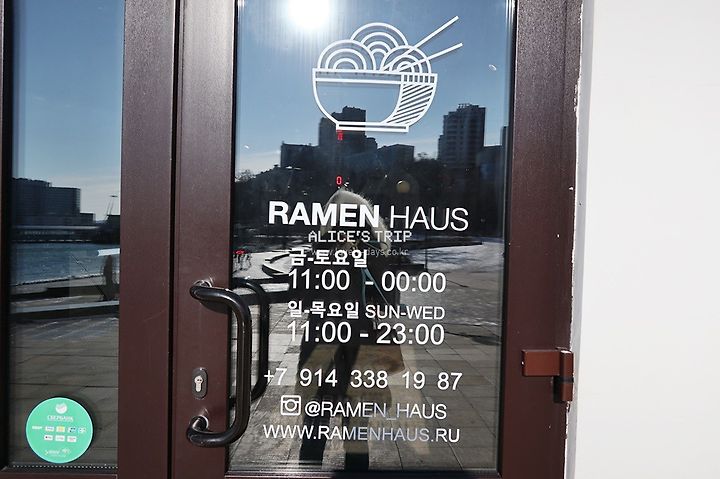 RAMEN HAUS
ALICE'S TRIP
금-토요일
11:00 - 00:00
일-목요일 SUN-WED
11:00 - 23:00
+7 914 338 19 87
@RAMEN_HAUS
WWW.RAMENHAUS.RU
СБЕРБАНК